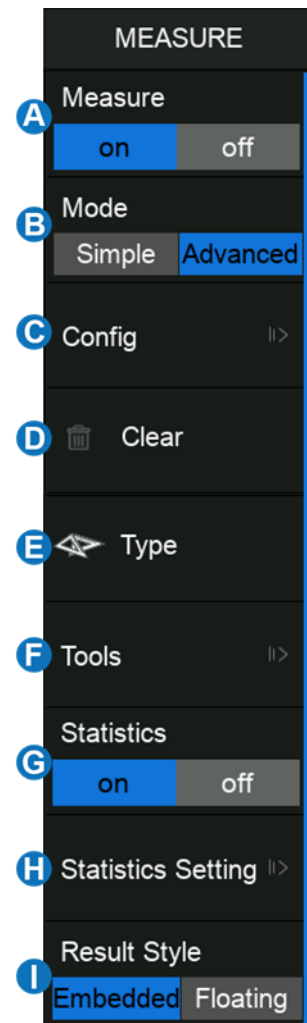 MEASURE
A
Measure
on off
B
Mode
Simple Advanced
C
Config
D
Clear
E
Type
F
Tools
G
Statistics
on off
H
Statistics Setting
I
Result Style
Embedded Floating